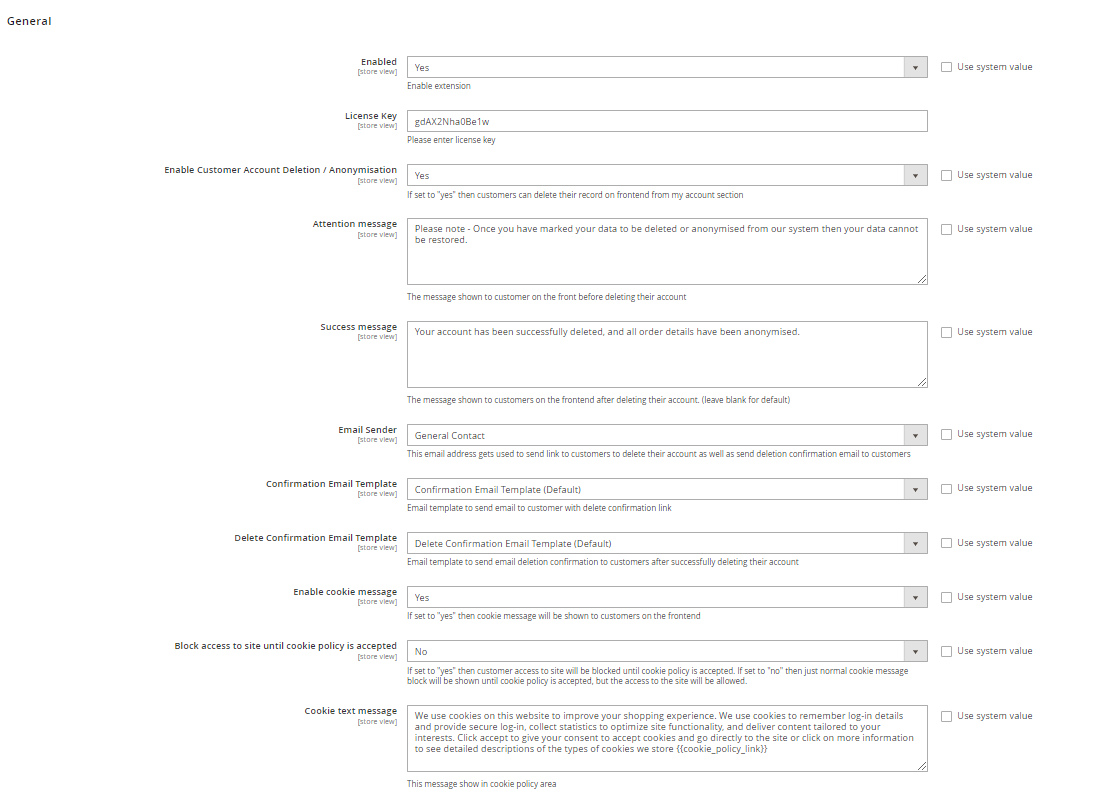 General
Enabled
[store view]
Yes
Use system value
Enable extension
License Key
[store view]
gdAX2Nha0Be1w
Please enter license key
Enable Customer Account Deletion / Anonymisation
[store view]
Yes
Use system value
If set to "yes" then customers can delete their record on frontend from my account section
Attention message
[store view]
Please note - Once you have marked your data to be deleted or anonymised from our system then your data cannot
be restored.
Use system value
The message shown to customer on the front before deleting their account
Success message
[store view]
Your account has been successfully deleted, and all order details have been anonymised.
Use system value
The message shown to customers on the frontend after deleting their account. (leave blank for default)
Email Sender
[store view]
General Contact
Use system value
This email address gets used to send link to customers to delete their account as well as send deletion confirmation email to customers
Confirmation Email Template
[store view]
Confirmation Email Template (Default)
Use system value
Email template to send email to customer with delete confirmation link
Delete Confirmation Email Template
[store view]
Delete Confirmation Email Template (Default)
Use system value
Email template to send email deletion confirmation to customers after successfully deleting their account
Enable cookie message
[store view]
Yes
Use system value
If set to "yes" then cookie message will be shown to customers on the frontend
Block access to site until cookie policy is accepted
[store view]
No
Use system value
If set to "yes" then customer access to site will be blocked until cookie policy is accepted. If set to "no" then just normal cookie message
block will be shown until cookie policy is accepted, but the access to the site will be allowed.
Cookie text message
[store view]
We use cookies on this website to improve your shopping experience. We use cookies to remember log-in details
and provide secure log-in, collect statistics to optimize site functionality, and deliver content tailored to your
interests. Click accept to give your consent to accept cookies and go directly to the site or click on more information
to see detailed descriptions of the types of cookies we store {{cookie_policy_link}}
Use system value
This message show in cookie policy area